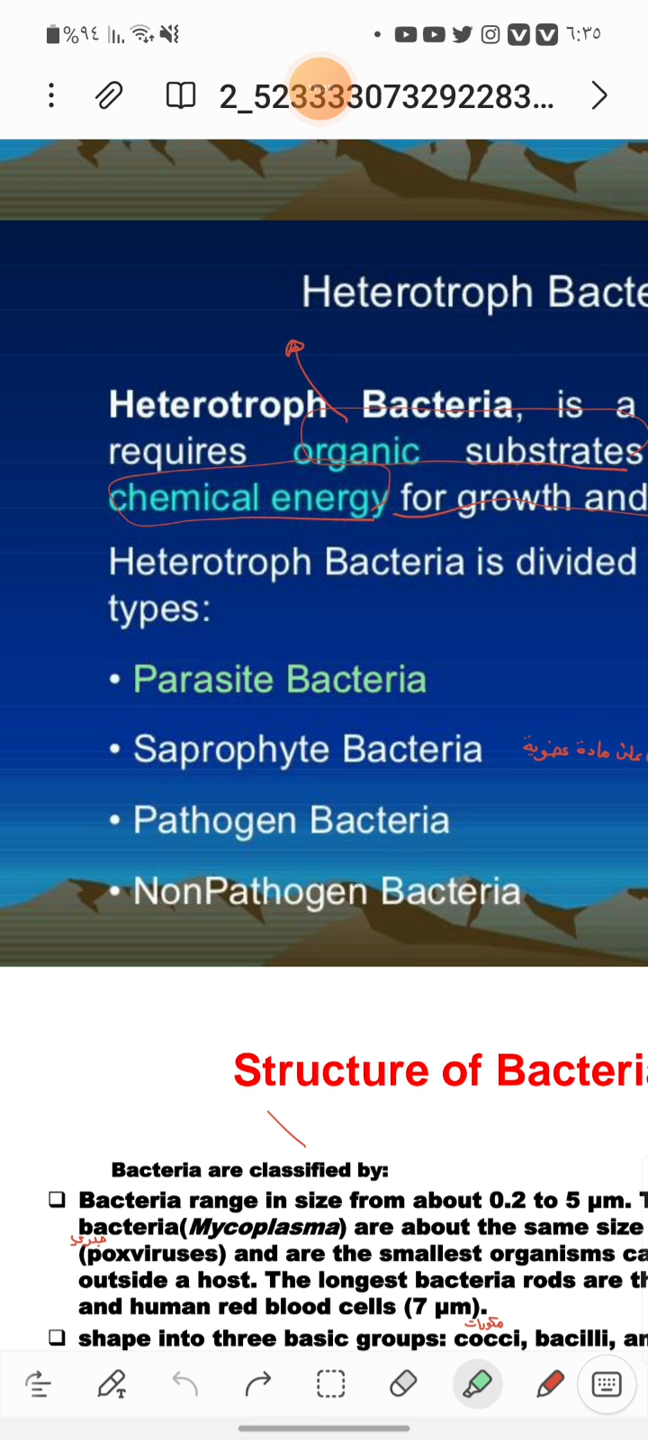 %٩٤ ٦:٣٥
2_523333073292283...
Heterotroph Bacte
Heterotroph Bacteria, is a
requires organic substrates
chemical energy for growth and
Heterotroph Bacteria is divided
types:
• Parasite Bacteria
• Saprophyte Bacteria على مادة عضوية
• Pathogen Bacteria
• NonPathogen Bacteria
Structure of Bacteri
Bacteria are classified by:
❑ Bacteria range in size from about 0.2 to 5 µm. T
bacteria(Mycoplasma) are about the same size
جدري
(poxviruses) and are the smallest organisms ca
outside a host. The longest bacteria rods are th
and human red blood cells (7 µm).
مكورات
❑ shape into three basic groups: cocci, bacilli, an